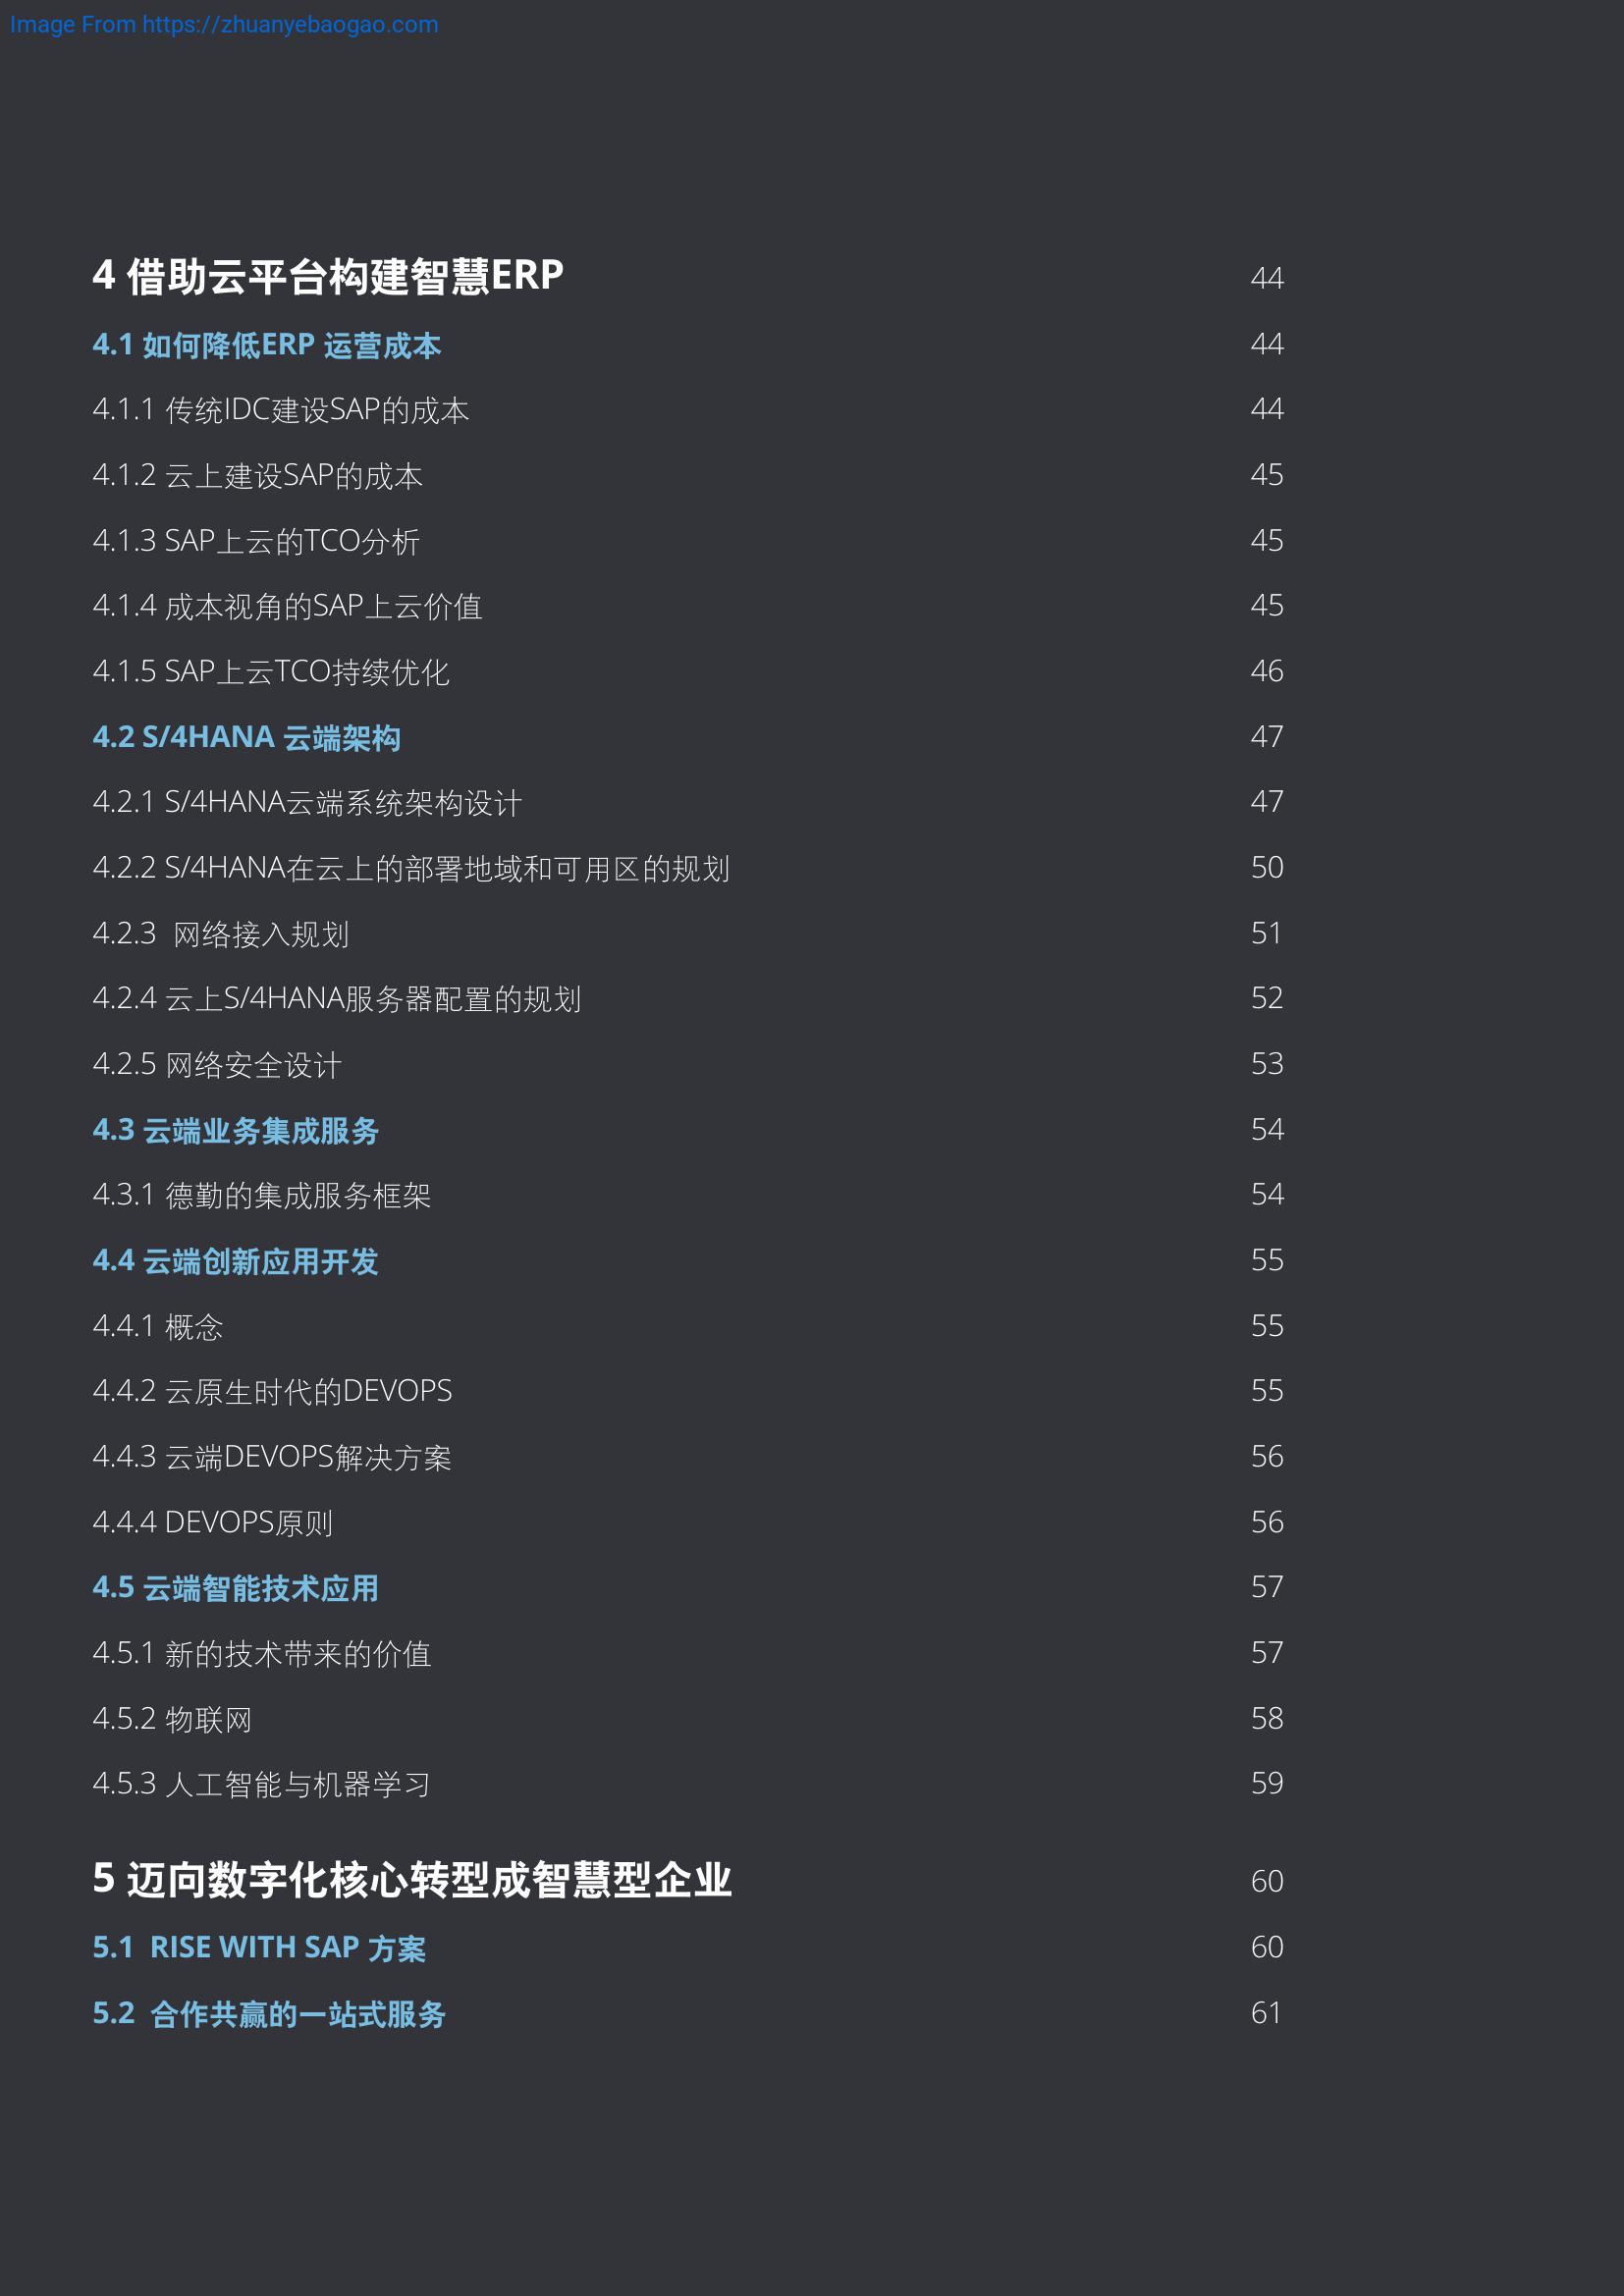 Image From https://zhuanyebaogao.com
4 借助云平台构建智慧ERP 44
4.1 如何降低ERP 运营成本 44
4.1.1 传统IDC建设SAP的成本 44
4.1.2 云上建设SAP的成本 45
4.1.3 SAP上云的TCO分析 45
4.1.4 成本视角的SAP上云价值 45
4.1.5 SAP上云TCO持续优化 46
4.2 S/4HANA 云端架构 47
4.2.1 S/4HANA云端系统架构设计 47
4.2.2 S/4HANA在云上的部署地域和可用区的规划 50
4.2.3 网络接入规划 51
4.2.4 云上S/4HANA服务器配置的规划 52
4.2.5 网络安全设计 53
4.3 云端业务集成服务 54
4.3.1 德勤的集成服务框架 54
4.4 云端创新应用开发 55
4.4.1 概念 55
4.4.2 云原生时代的DEVOPS 55
4.4.3 云端DEVOPS解决方案 56
4.4.4 DEVOPS原则 56
4.5 云端智能技术应用 57
4.5.1 新的技术带来的价值 57
4.5.2 物联网 58
4.5.3 人工智能与机器学习 59
5 迈向数字化核心转型成智慧型企业 60
5.1 RISE WITH SAP 方案 60
5.2 合作共赢的一站式服务 61